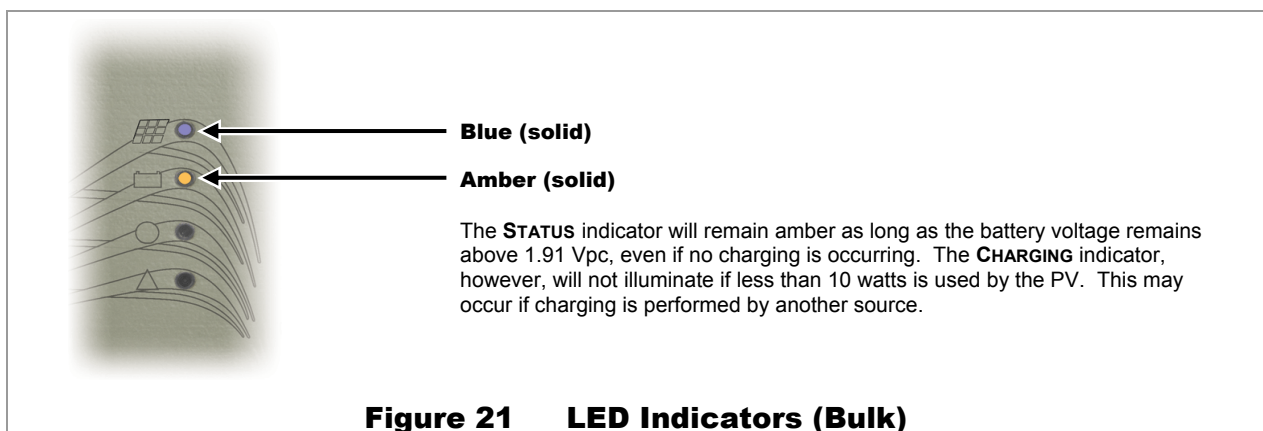 Blue (solid)
Amber (solid)
The STATUS indicator will remain amber as long as the battery voltage remains
above 1.91 Vpc, even if no charging is occurring. The CHARGING indicator,
however, will not illuminate if less than 10 watts is used by the PV. This may
occur if charging is performed by another source.
Figure 21 LED Indicators (Bulk)